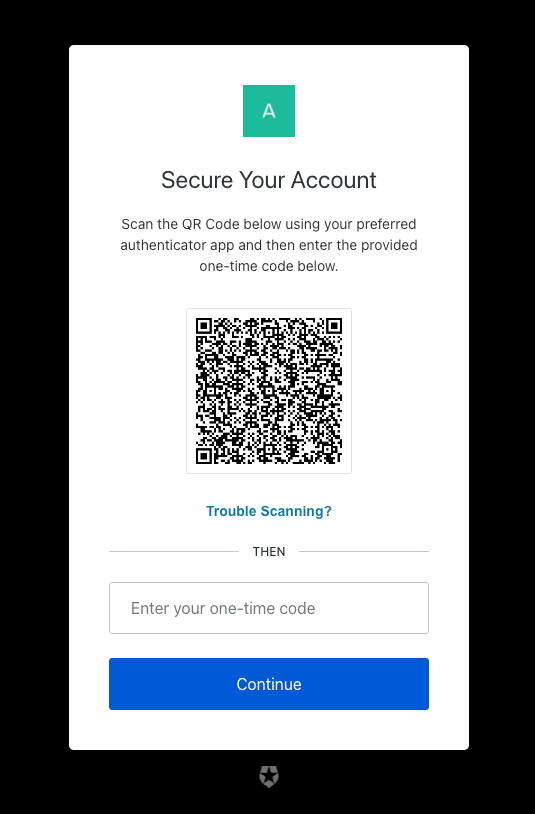 A
Secure Your Account
Scan the QR Code below using your preferred
authenticator app and then enter the provided
one-time code below.
Trouble Scanning?
THEN
Enter your one-time code
Continue